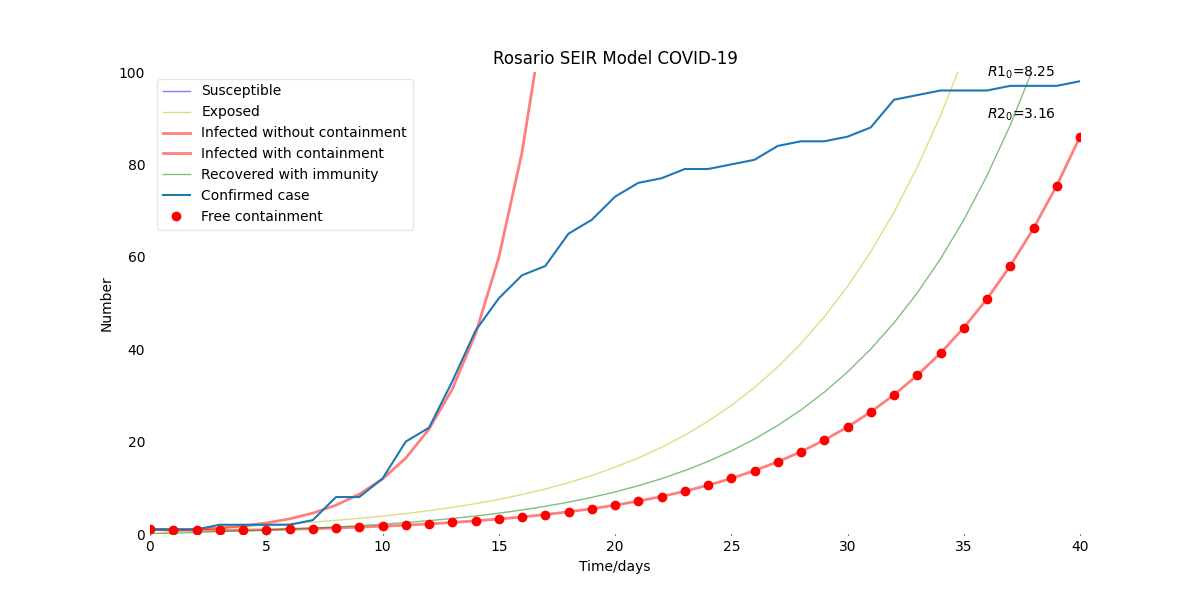 Rosario SEIR Model COVID-19
R1₀=8.25
R2₀=3.16
Susceptible
Exposed
Infected without containment
Infected with containment
Recovered with immunity
Confirmed case
Free containment
Number
100
80
60
40
20
0
0 5 10 15 20 25 30 35 40
Time/days